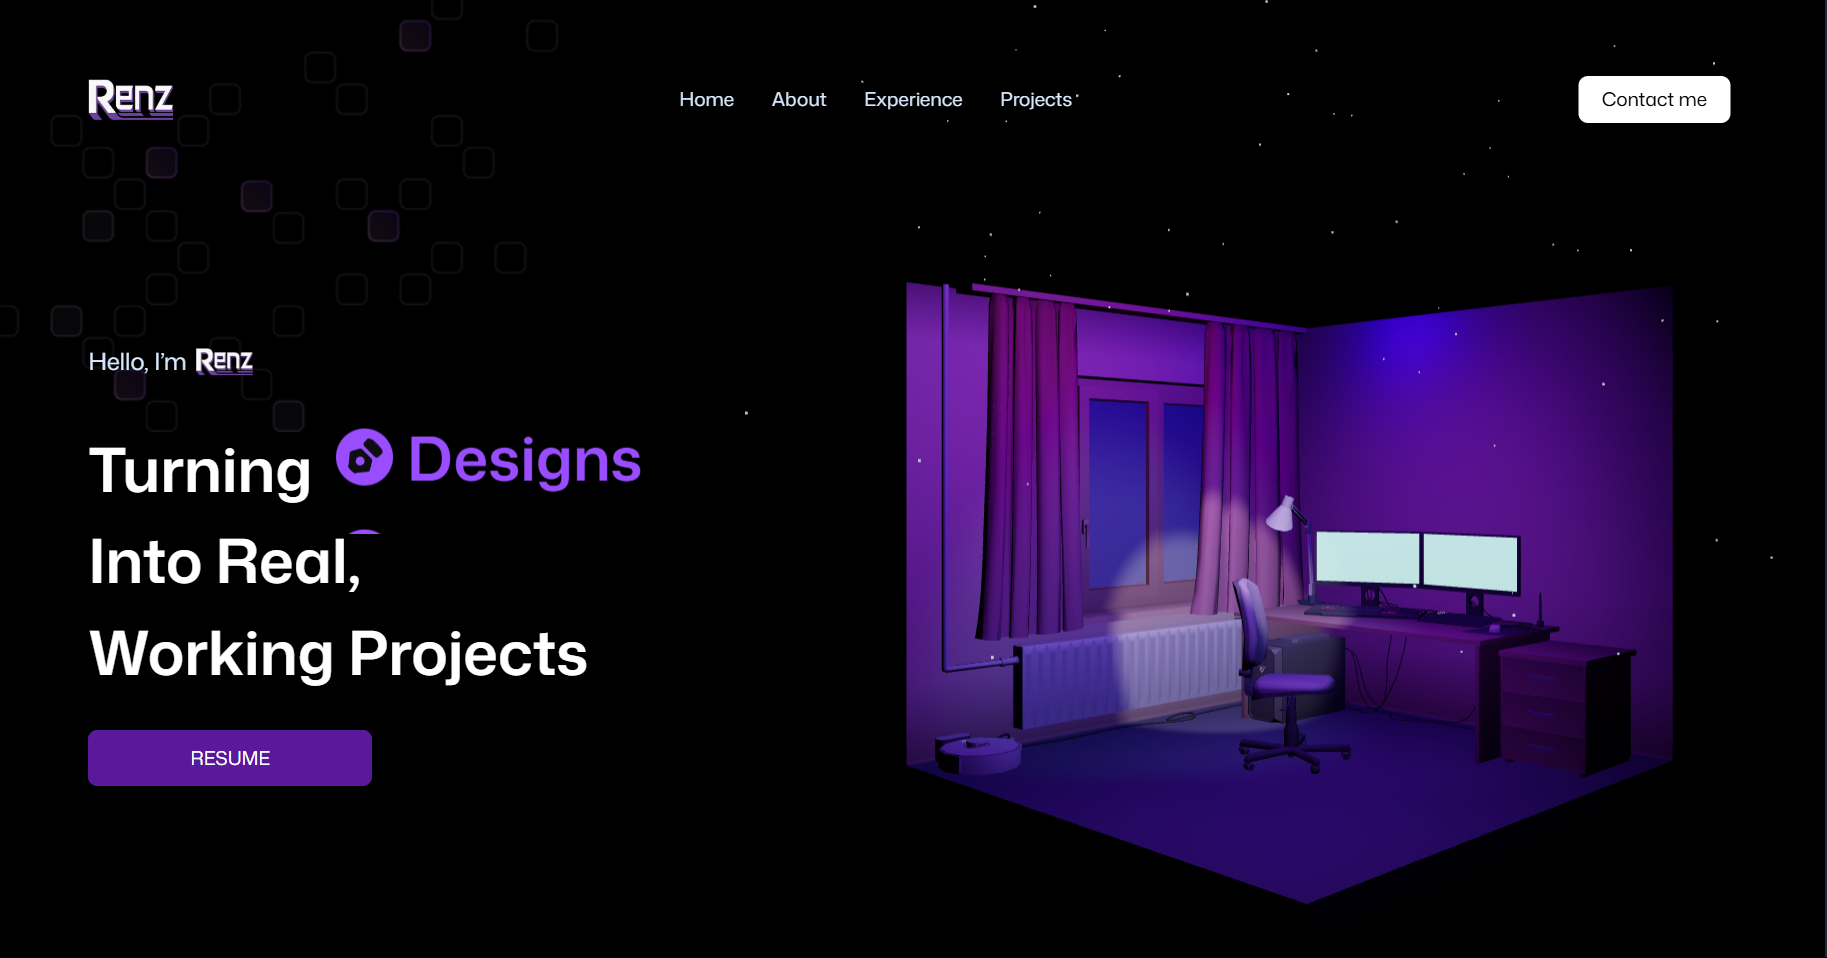 Renz
Home About Experience Projects
Contact me
Hello, I'm Renz
Turning Designs
Into Real,
Working Projects
RESUME